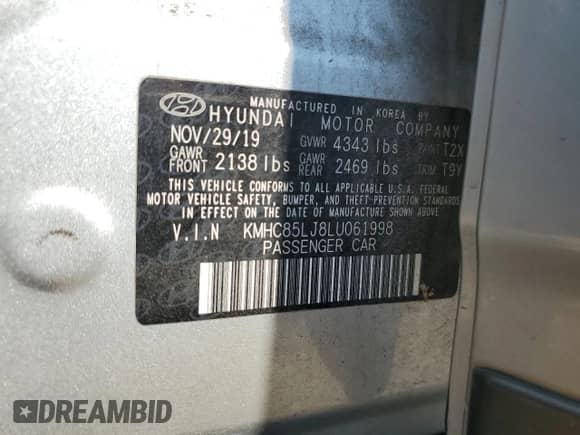 MANUFACTURED IN KOREA BY
HYUNDAI MOTOR COMPANY
NOV/29/19 GVWR 4343 lbs PAINT T2X
GAWR FRONT 2138 lbs GAWR REAR 2469 lbs TRIM T9Y
THIS VEHICLE CONFORMS TO ALL APPLICABLE U.S.A. FEDERAL
MOTOR VEHICLE SAFETY, BUMPER, AND THEFT PREVENTION STANDARDS
IN EFFECT ON THE DATE OF MANUFACTURE SHOWN ABOVE.
V.I.N KMHC85LJ8LU061998
PASSENGER CAR
DREAMBID